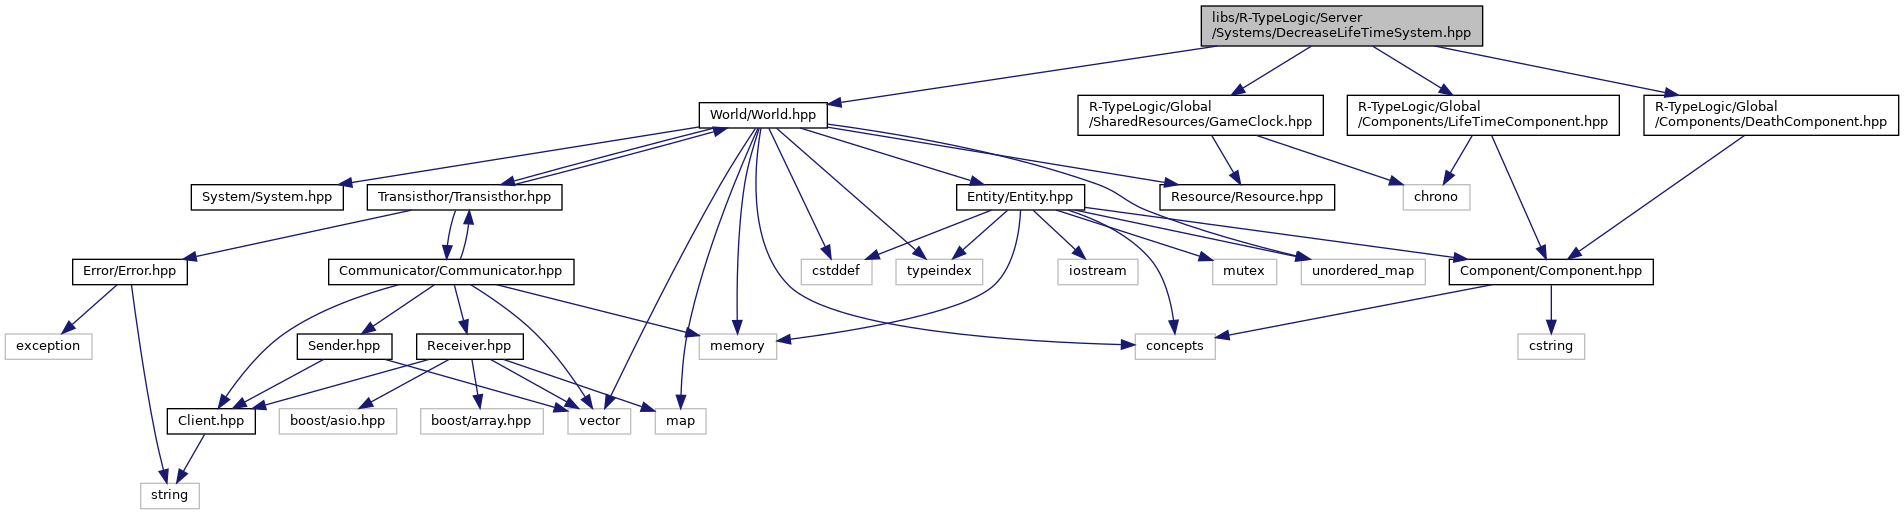 libs/R-TypeLogic/Server
/Systems/DecreaseLifeTimeSystem.hpp
World/World.hpp
R-TypeLogic/Global
/SharedResources/GameClock.hpp
R-TypeLogic/Global
/Components/LifeTimeComponent.hpp
R-TypeLogic/Global
/Components/DeathComponent.hpp
System/System.hpp
Transisthor/Transisthor.hpp
Entity/Entity.hpp
Resource/Resource.hpp
chrono
Error/Error.hpp
Communicator/Communicator.hpp
cstddef
typeindex
iostream
mutex
unordered_map
Component/Component.hpp
exception
Sender.hpp
Receiver.hpp
memory
concepts
cstring
Client.hpp
boost/asio.hpp
boost/array.hpp
vector
map
string